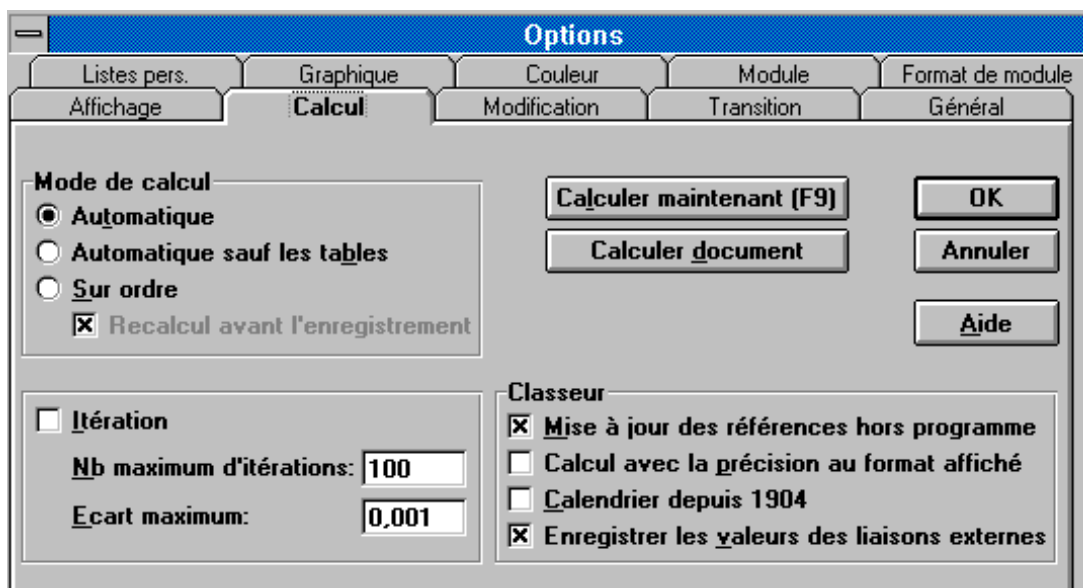 Options
Listes pers. Graphique Couleur Module Format de module
Affichage Calcul Modification Transition Général
Mode de calcul
Automatique
Automatique sauf les tables
Sur ordre
Recalcul avant l'enregistrement
Calculer maintenant (F9)
Calculer document
OK
Annuler
Aide
Itération
Nb maximum d'itérations: 100
Ecart maximum: 0,001
Classeur
Mise à jour des références hors programme
Calcul avec la précision au format affiché
Calendrier depuis 1904
Enregistrer les valeurs des liaisons externes